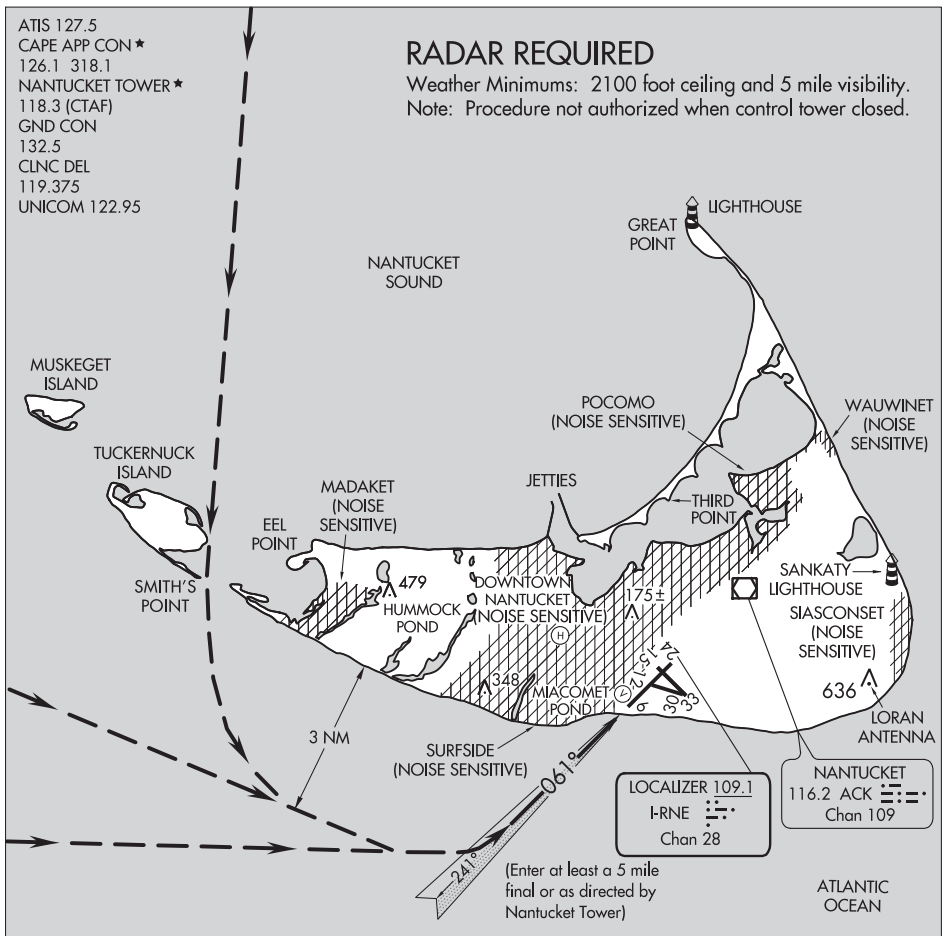 ATIS 127.5
CAPE APP CON ★
126.1 318.1
NANTUCKET TOWER ★
118.3 (CTAF)
GND CON
132.5
CLNC DEL
119.375
UNICOM 122.95
RADAR REQUIRED
Weather Minimums: 2100 foot ceiling and 5 mile visibility.
Note: Procedure not authorized when control tower closed.
LIGHTHOUSE
GREAT
POINT
NANTUCKET
SOUND
MUSKEGET
ISLAND
POCOMO
(NOISE SENSITIVE)
WAUWINET
(NOISE
SENSITIVE)
TUCKERNUCK
ISLAND
MADAKET
(NOISE
SENSITIVE)
JETTIES
THIRD
POINT
EEL
POINT
SMITH'S
POINT
479
HUMMOCK
POND
DOWNTOWN
NANTUCKET
(NOISE SENSITIVE)
H
175±
SANKATY
LIGHTHOUSE
SIASCONSET
(NOISE
SENSITIVE)
348
MIACOMET
POND
6
12
15
24
30
33
636
LORAN
ANTENNA
3 NM
SURFSIDE
(NOISE SENSITIVE)
061°
241°
LOCALIZER 109.1
I-RNE
Chan 28
NANTUCKET
116.2 ACK
Chan 109
(Enter at least a 5 mile
final or as directed by
Nantucket Tower)
ATLANTIC
OCEAN